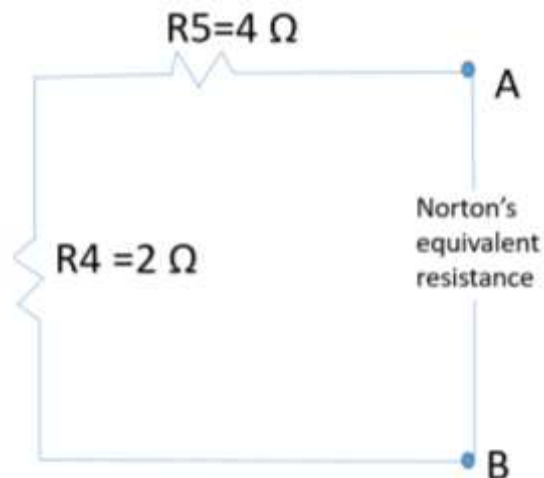 R5=4 Ω
A
Norton's
equivalent
resistance
R4 =2 Ω
B